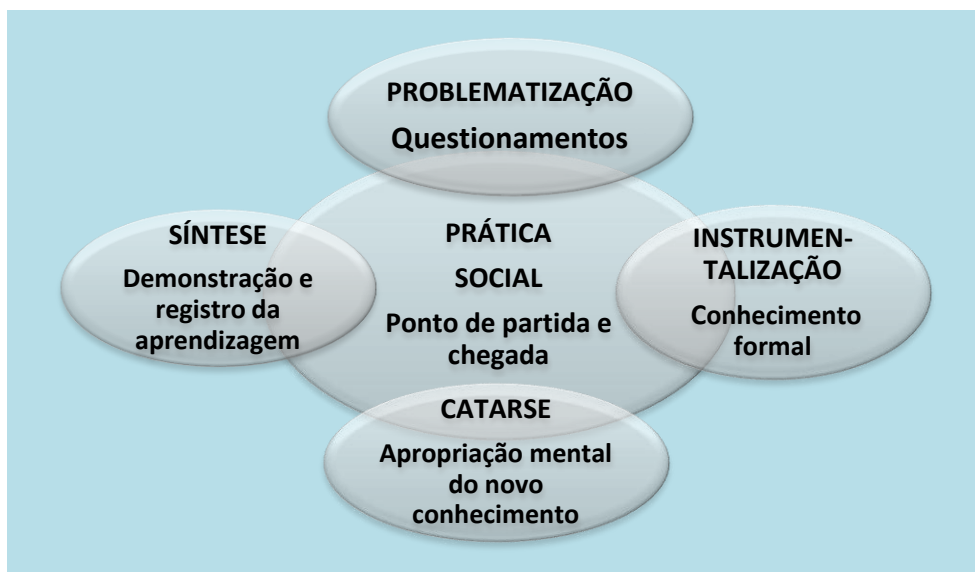 PROBLEMATIZAÇÃO
Questionamentos
SÍNTESE
Demonstração e
registro da
aprendizagem
PRÁTICA
SOCIAL
Ponto de partida e
chegada
INSTRUMEN-
TALIZAÇÃO
Conhecimento
formal
CATARSE
Apropriação mental
do novo
conhecimento